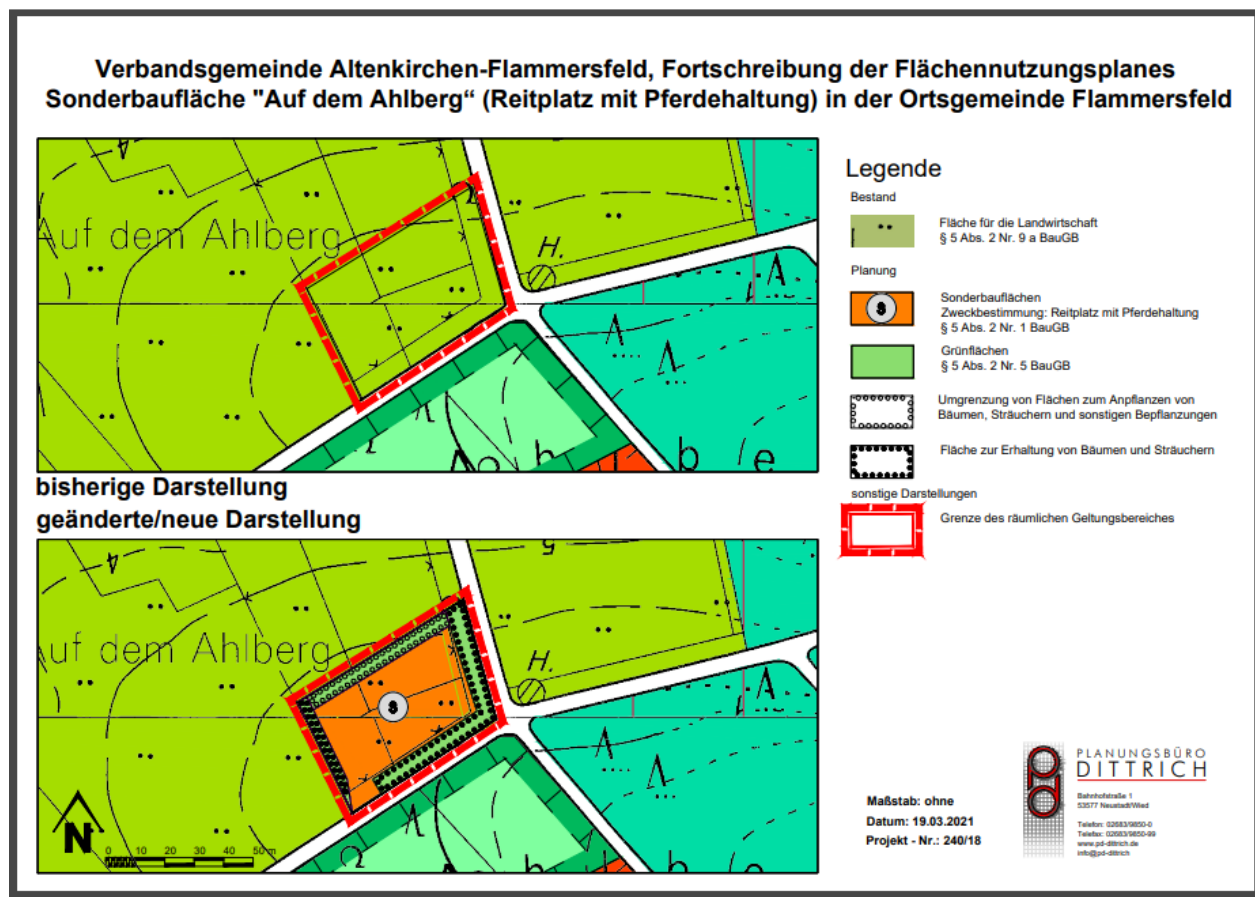 Verbandsgemeinde Altenkirchen-Flammersfeld, Fortschreibung der Flächennutzungsplanes
Sonderbaufläche "Auf dem Ahlberg“ (Reitplatz mit Pferdehaltung) in der Ortsgemeinde Flammersfeld
Auf dem Ahlberg
H.
bisherige Darstellung
geänderte/neue Darstellung
uf dem Ahlberg
H.
S
N
0 10 20 30 40 50 m
Legende
Bestand
Fläche für die Landwirtschaft
§ 5 Abs. 2 Nr. 9 a BauGB
Planung
S
Sonderbauflächen
Zweckbestimmung: Reitplatz mit Pferdehaltung
§ 5 Abs. 2 Nr. 1 BauGB
Grünflächen
§ 5 Abs. 2 Nr. 5 BauGB
Umgrenzung von Flächen zum Anpflanzen von
Bäumen, Sträuchern und sonstigen Bepflanzungen
Fläche zur Erhaltung von Bäumen und Sträuchern
sonstige Darstellungen
Grenze des räumlichen Geltungsbereiches
Maßstab: ohne
Datum: 19.03.2021
Projekt - Nr.: 240/18
PLANUNGSBÜRO
DITTRICH
Bahnhofstraße 1
53577 Neustadt/Wied
Telefon: 02683/9850-0
Telefax: 02683/9850-99
www.pd-dittrich.de
info@pd-dittrich